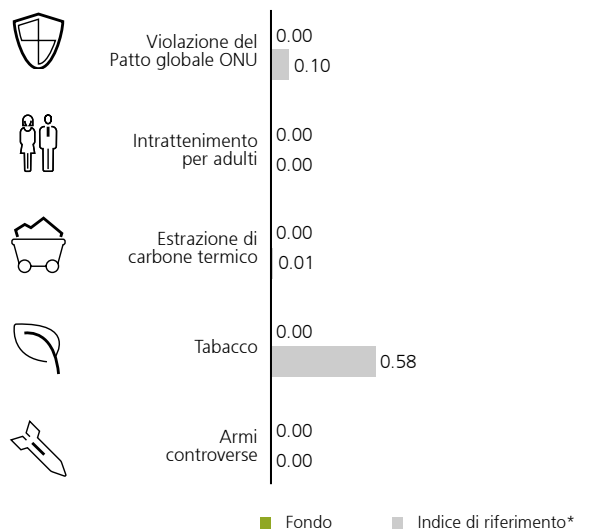 Violazione del
Patto globale ONU
0.00
0.10
Intrattenimento
per adulti
0.00
0.00
Estrazione di
carbone termico
0.00
0.01
Tabacco
0.00
0.58
Armi
controverse
0.00
0.00
Fondo
Indice di riferimento*